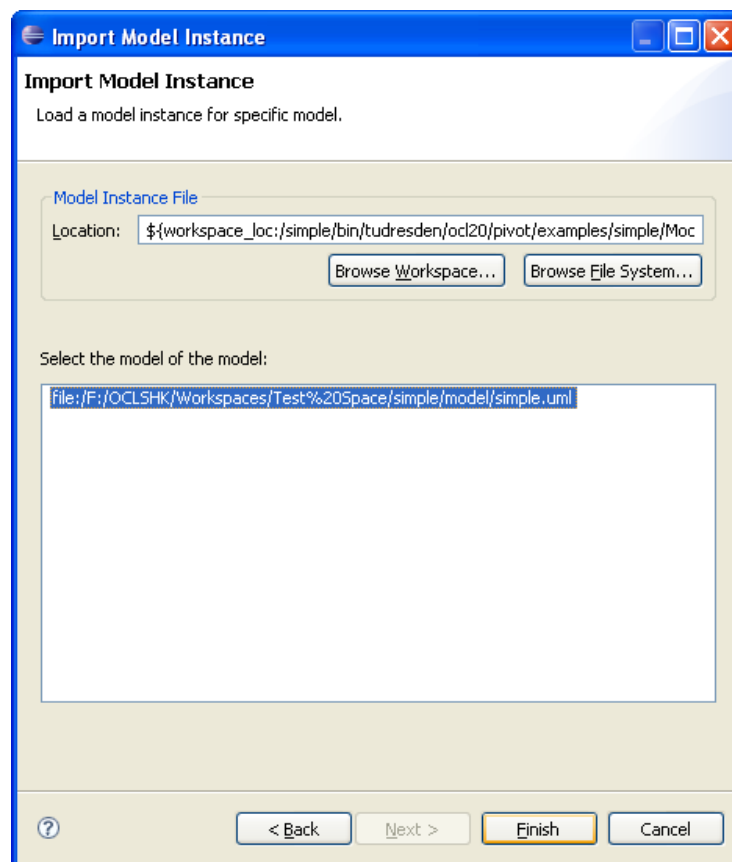 Import Model Instance
Import Model Instance
Load a model instance for specific model.
Model Instance File
Location: ${workspace_loc:/simple/bin/tudresden/ocl20/pivot/examples/simple/Moc
Browse Workspace... Browse File System...
Select the model of the model:
file:/F:/OCLSHK/Workspaces/Test%20Space/simple/model/simple.uml
? < Back Next > Finish Cancel